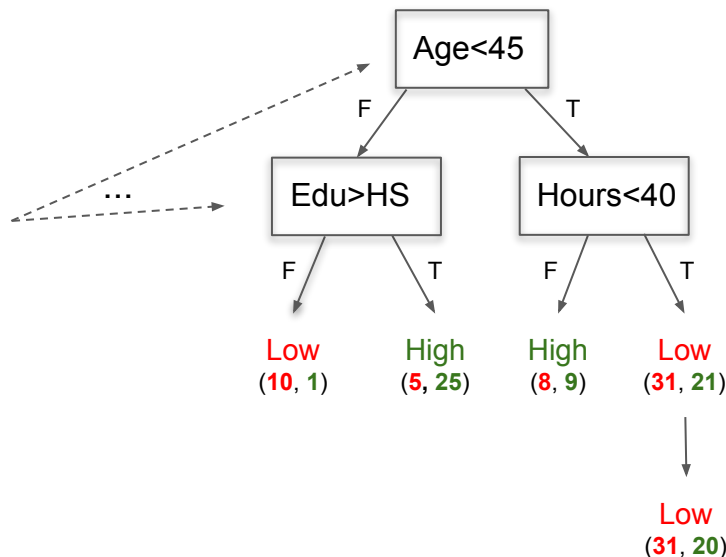 Age<45
F
T
...
Edu>HS
Hours<40
F
T
F
T
Low
High
High
Low
(10, 1)
(5, 25)
(8, 9)
(31, 21)
Low
(31, 20)